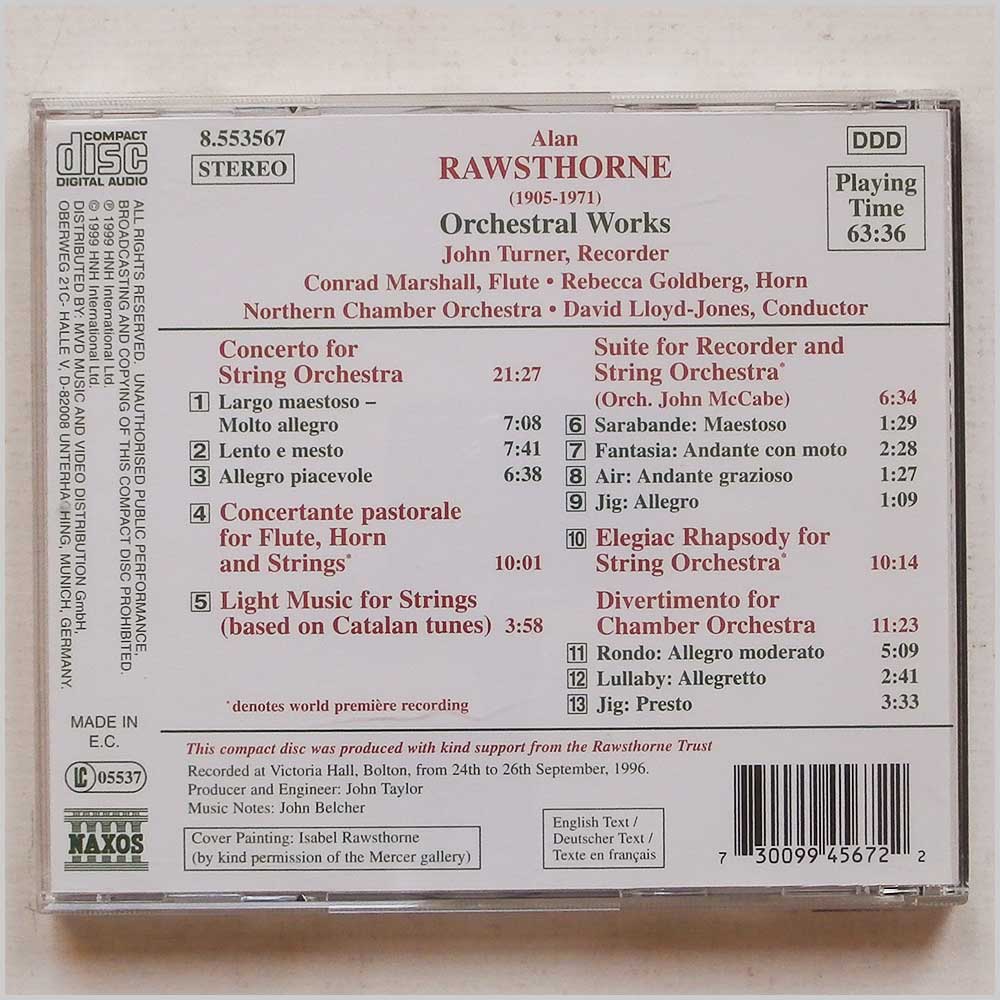 COMPACT
disc
DIGITAL AUDIO
8.553567
STEREO
Alan
RAWSTHORNE
(1905-1971)
Orchestral Works
John Turner, Recorder
Conrad Marshall, Flute • Rebecca Goldberg, Horn
Northern Chamber Orchestra • David Lloyd-Jones, Conductor
DDD
Playing
Time
63:36
Concerto for
String Orchestra 21:27
1 Largo maestoso –
Molto allegro 7:08
2 Lento e mesto 7:41
3 Allegro piacevole 6:38
4 Concertante pastorale
for Flute, Horn
and Strings* 10:01
5 Light Music for Strings
(based on Catalan tunes) 3:58
*denotes world première recording
Suite for Recorder and
String Orchestra*
(Orch. John McCabe) 6:34
6 Sarabande: Maestoso 1:29
7 Fantasia: Andante con moto 2:28
8 Air: Andante grazioso 1:27
9 Jig: Allegro 1:09
10 Elegiac Rhapsody for
String Orchestra* 10:14
Divertimento for
Chamber Orchestra 11:23
11 Rondo: Allegro moderato 5:09
12 Lullaby: Allegretto 2:41
13 Jig: Presto 3:33
This compact disc was produced with kind support from the Rawsthorne Trust
Recorded at Victoria Hall, Bolton, from 24th to 26th September, 1996.
Producer and Engineer: John Taylor
Music Notes: John Belcher
Cover Painting: Isabel Rawsthorne
(by kind permission of the Mercer gallery)
English Text /
Deutscher Text /
Texte en français
7 30099 45672 2
ALL RIGHTS RESERVED. UNAUTHORISED PUBLIC PERFORMANCE,
BROADCASTING AND COPYING OF THIS COMPACT DISC PROHIBITED.
℗ 1999 HNH International Ltd.
© 1999 HNH International Ltd.
DISTRIBUTED BY: MVD MUSIC AND VIDEO DISTRIBUTION GmbH,
OBERWEG 21C- HALLE V, D-82008 UNTERHACHING, MUNICH, GERMANY.
MADE IN
E.C.
LC 05537
NAXOS